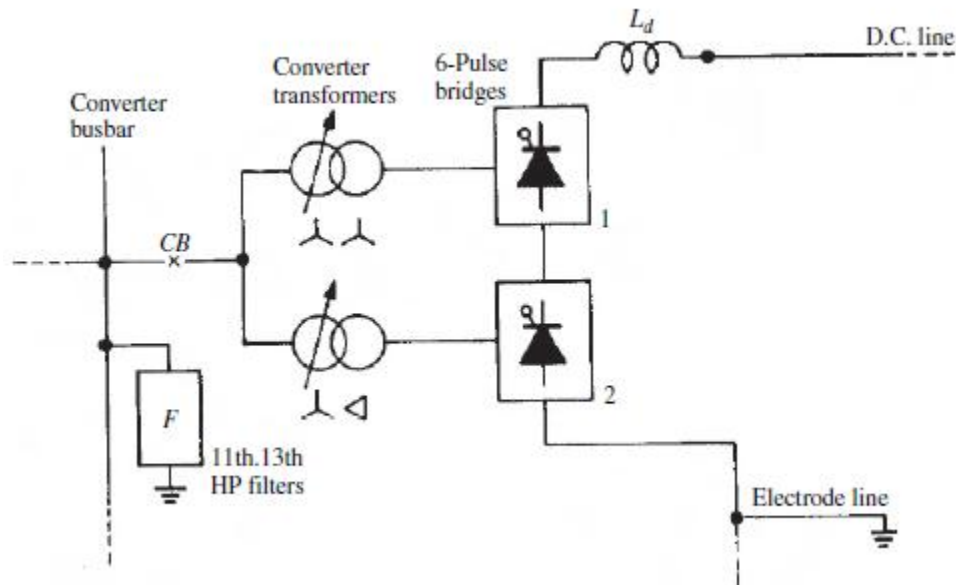 L_d
D.C. line
Converter
transformers
6-Pulse
bridges
Converter
busbar
1
CB
2
F
11th.13th
HP filters
Electrode line